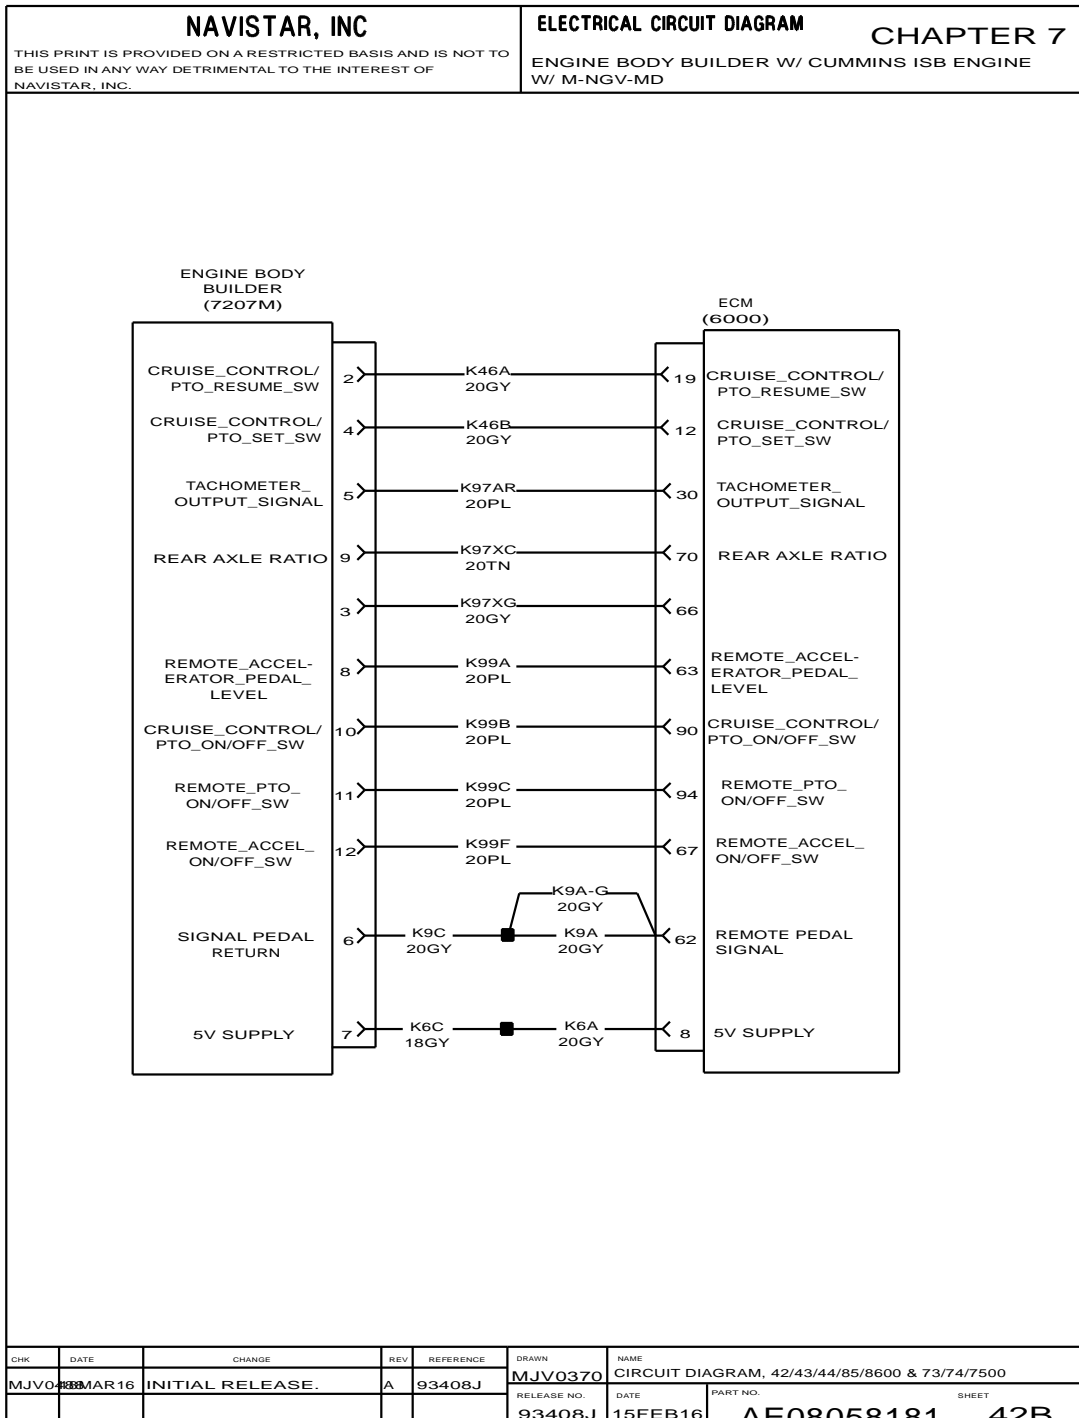 NAVISTAR, INC
THIS PRINT IS PROVIDED ON A RESTRICTED BASIS AND IS NOT TO
BE USED IN ANY WAY DETRIMENTAL TO THE INTEREST OF
NAVISTAR, INC.
ELECTRICAL CIRCUIT DIAGRAM
CHAPTER 7
ENGINE BODY BUILDER W/ CUMMINS ISB ENGINE
W/ M-NGV-MD
ENGINE BODY
BUILDER
(7207M)
ECM
(6000)
CRUISE_CONTROL/
PTO_RESUME_SW
2
K46A
20GY
19
CRUISE_CONTROL/
PTO_RESUME_SW
CRUISE_CONTROL/
PTO_SET_SW
4
K46B
20GY
12
CRUISE_CONTROL/
PTO_SET_SW
TACHOMETER_
OUTPUT_SIGNAL
5
K97AR
20PL
30
TACHOMETER_
OUTPUT_SIGNAL
REAR AXLE RATIO
9
K97XC
20TN
70
REAR AXLE RATIO
3
K97XG
20GY
66
REMOTE_ACCEL-
ERATOR_PEDAL_
LEVEL
8
K99A
20PL
63
REMOTE_ACCEL-
ERATOR_PEDAL_
LEVEL
CRUISE_CONTROL/
PTO_ON/OFF_SW
10
K99B
20PL
90
CRUISE_CONTROL/
PTO_ON/OFF_SW
REMOTE_PTO_
ON/OFF_SW
11
K99C
20PL
94
REMOTE_PTO_
ON/OFF_SW
REMOTE_ACCEL_
ON/OFF_SW
12
K99F
20PL
67
REMOTE_ACCEL_
ON/OFF_SW
K9A-G
20GY
SIGNAL PEDAL
RETURN
6
K9C
20GY
K9A
20GY
62
REMOTE PEDAL
SIGNAL
5V SUPPLY
7
K6C
18GY
K6A
20GY
8
5V SUPPLY
CHK
DATE
CHANGE
REV
REFERENCE
INITIAL RELEASE.
A
93408J
DRAWN
MJV0370
NAME
CIRCUIT DIAGRAM, 42/43/44/85/8600 & 73/74/7500
RELEASE NO.
93408J
DATE
15FEB16
PART NO.
AE08058181
SHEET
42B